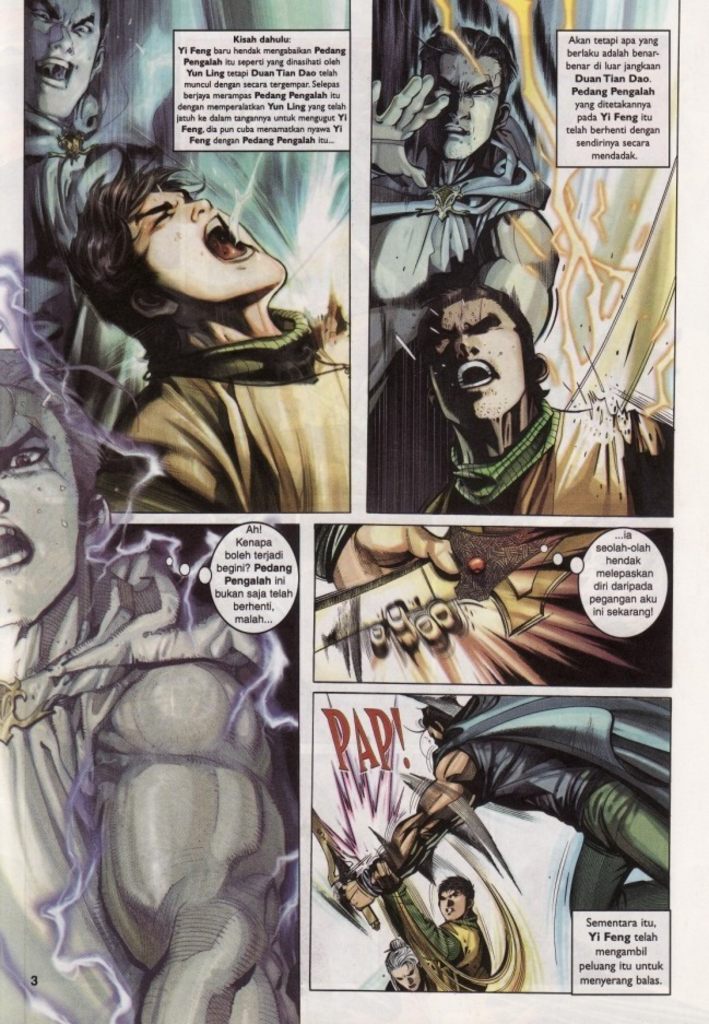 Kisah dahulu:
Yi Feng baru hendak mengabaikan Pedang
Pengalah itu seperti yang dinasihati oleh
Yun Ling tetapi Duan Tian Dao telah
muncul dengan secara tergempar. Selepas
berjaya merampas Pedang Pengalah itu
dengan memperalatkan Yun Ling yang telah
jatuh ke dalam tangannya untuk mengugut Yi
Feng, dia pun cuba menamatkan nyawa Yi
Feng dengan Pedang Pengalah itu...
Akan tetapi apa yang
berlaku adalah benar-
benar di luar jangkaan
Duan Tian Dao.
Pedang Pengalah
yang ditetakannya
pada Yi Feng itu
telah berhenti dengan
sendirinya secara
mendadak.
Ah!
Kenapa
boleh terjadi
begini? Pedang
Pengalah ini
bukan saja telah
berhenti,
malah...
...ia
seolah-olah
hendak
melepaskan
diri daripada
pegangan aku
ini sekarang!
PAP!
Sementara itu,
Yi Feng telah
mengambil
peluang itu untuk
menyerang balas.
3